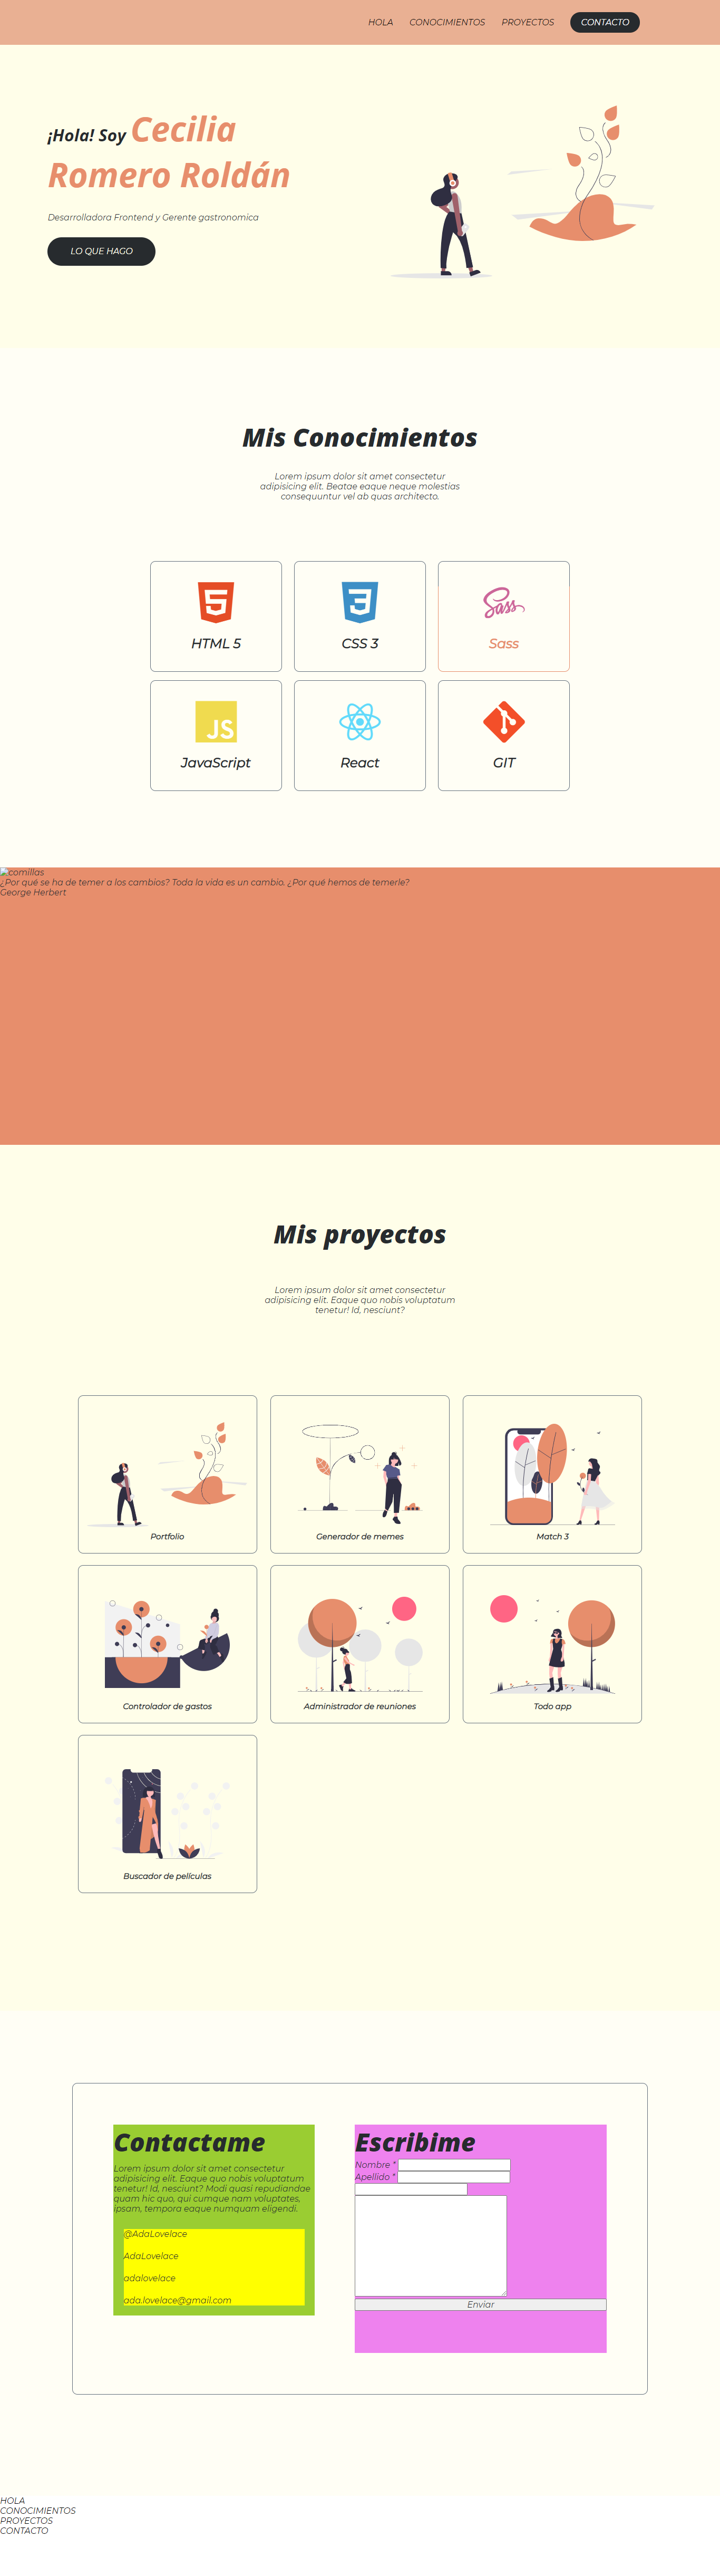 HOLA CONOCIMIENTOS PROYECTOS CONTACTO
¡Hola! Soy Cecilia
Romero Roldán
Desarrolladora Frontend y Gerente gastronomica
LO QUE HAGO
Mis Conocimientos
Lorem ipsum dolor sit amet consectetur
adipisicing elit. Beatae eaque neque molestias
consequuntur vel ab quas architecto.
HTML 5
CSS 3
Sass
Sass
JS
JavaScript
React
GIT
comillas
¿Por qué se ha de temer a los cambios? Toda la vida es un cambio. ¿Por qué hemos de temerle?
George Herbert
Mis proyectos
Lorem ipsum dolor sit amet consectetur
adipisicing elit. Eaque quo nobis voluptatum
tenetur! Id, nesciunt?
Portfolio
Generador de memes
Match 3
Controlador de gastos
Administrador de reuniones
Todo app
Buscador de películas
Contactame
Lorem ipsum dolor sit amet consectetur
adipisicing elit. Eaque quo nobis voluptatum
tenetur! Id, nesciunt? Modi quasi repudiandae
quam hic quo, qui cumque nam voluptates,
ipsam, tempora eaque numquam eligendi.
@AdaLovelace
AdaLovelace
adalovelace
ada.lovelace@gmail.com
Escribime
Nombre *
Apellido *
Enviar
HOLA
CONOCIMIENTOS
PROYECTOS
CONTACTO